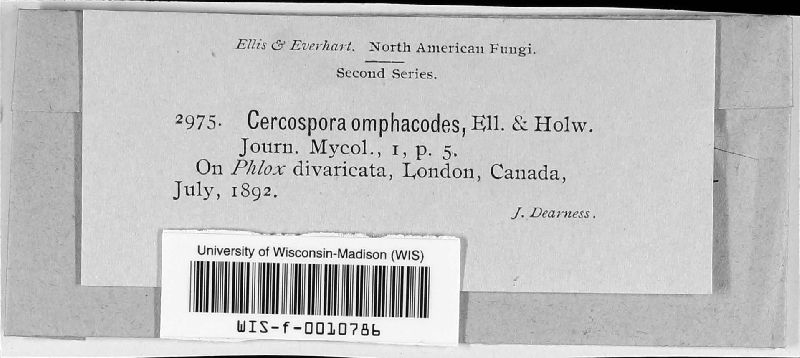 Ellis & Everhart. North American Fungi.
Second Series.
2975. Cercospora omphacodes, Ell. & Holw.
Journ. Mycol., 1, p. 5.
On Phlox divaricata, London, Canada,
July, 1892.
J. Dearness.
University of Wisconsin-Madison (WIS)
WIS-f-0010786